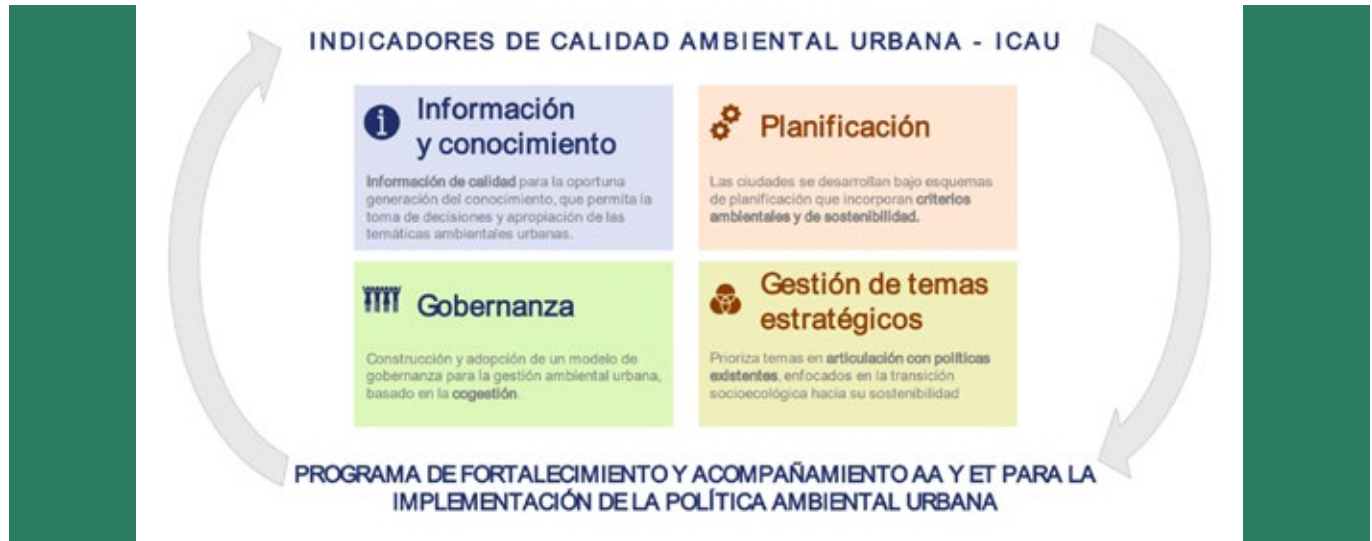 INDICADORES DE CALIDAD AMBIENTAL URBANA - ICAU
Información
y conocimiento
Información de calidad para la oportuna
generación del conocimiento, que permita la
toma de decisiones y apropiación de las
temáticas ambientales urbanas.
Planificación
Las ciudades se desarrollan bajo esquemas
de planificación que incorporan criterios
ambientales y de sostenibilidad.
Gobernanza
Construcción y adopción de un modelo de
gobernanza para la gestión ambiental urbana,
basado en la cogestión.
Gestión de temas
estratégicos
Prioriza temas en articulación con políticas
existentes, enfocados en la transición
socioecológica hacia su sostenibilidad
PROGRAMA DE FORTALECIMIENTO Y ACOMPAÑAMIENTO AA Y ET PARA LA
IMPLEMENTACIÓN DE LA POLÍTICA AMBIENTAL URBANA